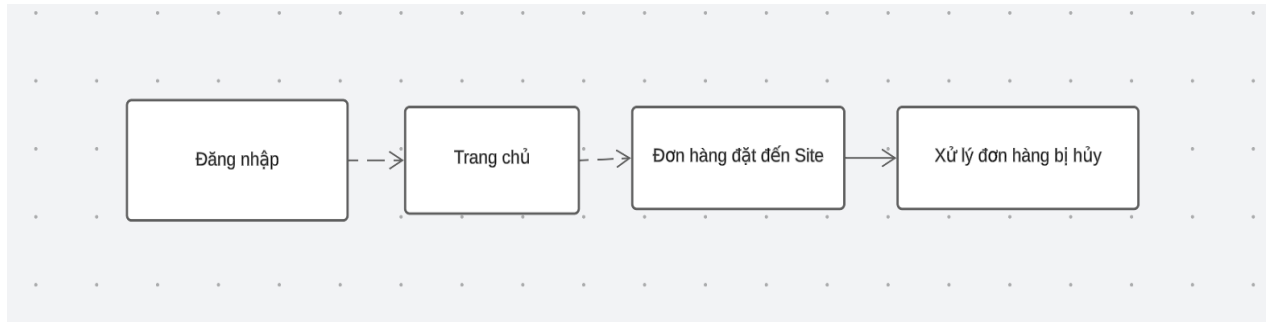 Đăng nhập
Trang chủ
Đơn hàng đặt đến Site
Xử lý đơn hàng bị hủy